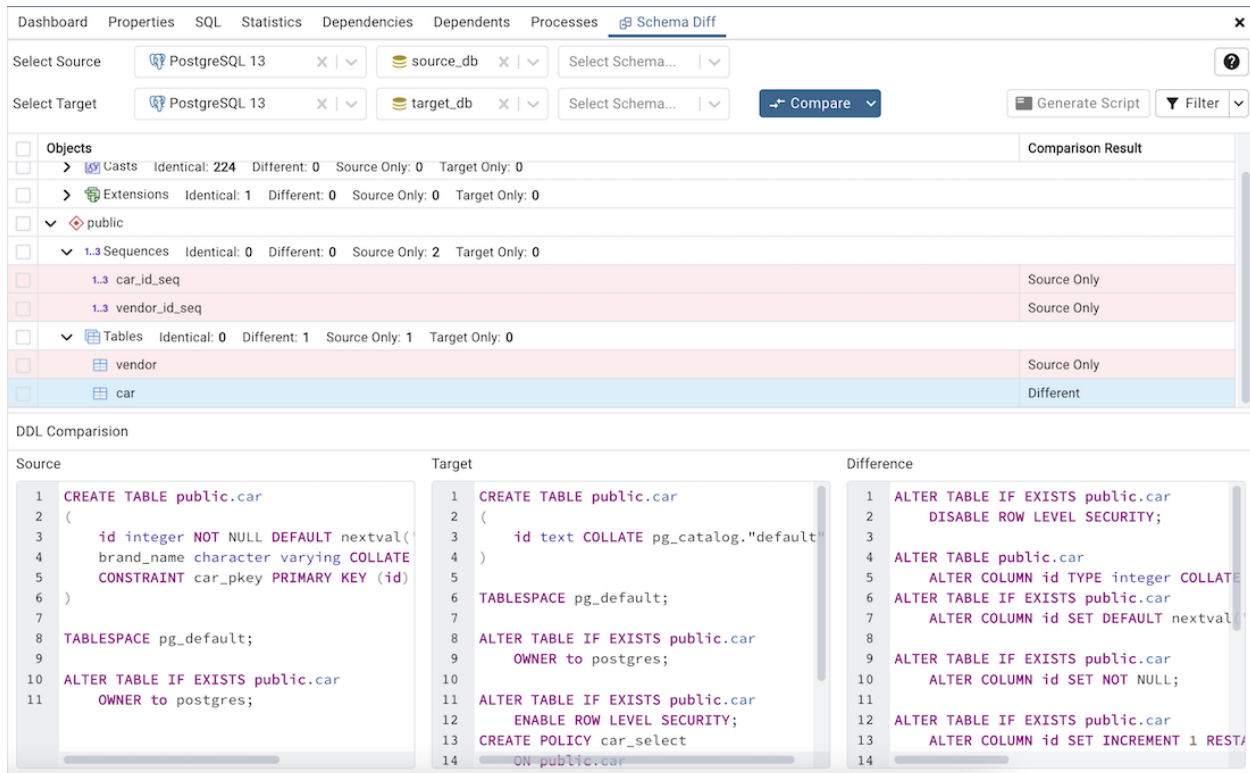 Dashboard Properties SQL Statistics Dependencies Dependents Processes Schema Diff
Select Source PostgreSQL 13 source_db Select Schema...
Select Target PostgreSQL 13 target_db Select Schema... Compare Generate Script Filter
Objects Comparison Result
Casts Identical: 224 Different: 0 Source Only: 0 Target Only: 0
Extensions Identical: 1 Different: 0 Source Only: 0 Target Only: 0
public
1..3 Sequences Identical: 0 Different: 0 Source Only: 2 Target Only: 0
1..3 car_id_seq Source Only
1..3 vendor_id_seq Source Only
Tables Identical: 0 Different: 1 Source Only: 1 Target Only: 0
vendor Source Only
car Different
DDL Comparision
Source
1 CREATE TABLE public.car
2 (
3 id integer NOT NULL DEFAULT nextval('
4 brand_name character varying COLLATE
5 CONSTRAINT car_pkey PRIMARY KEY (id)
6 )
7
8 TABLESPACE pg_default;
9
10 ALTER TABLE IF EXISTS public.car
11 OWNER to postgres;
Target
1 CREATE TABLE public.car
2 (
3 id text COLLATE pg_catalog."default"
4 )
5
6 TABLESPACE pg_default;
7
8 ALTER TABLE IF EXISTS public.car
9 OWNER to postgres;
10
11 ALTER TABLE IF EXISTS public.car
12 ENABLE ROW LEVEL SECURITY;
13 CREATE POLICY car_select
14 ON public.car
Difference
1 ALTER TABLE IF EXISTS public.car
2 DISABLE ROW LEVEL SECURITY;
3
4 ALTER TABLE public.car
5 ALTER COLUMN id TYPE integer COLLATE
6 ALTER TABLE IF EXISTS public.car
7 ALTER COLUMN id SET DEFAULT nextval('
8
9 ALTER TABLE IF EXISTS public.car
10 ALTER COLUMN id SET NOT NULL;
11
12 ALTER TABLE IF EXISTS public.car
13 ALTER COLUMN id SET INCREMENT 1 RESTA
14